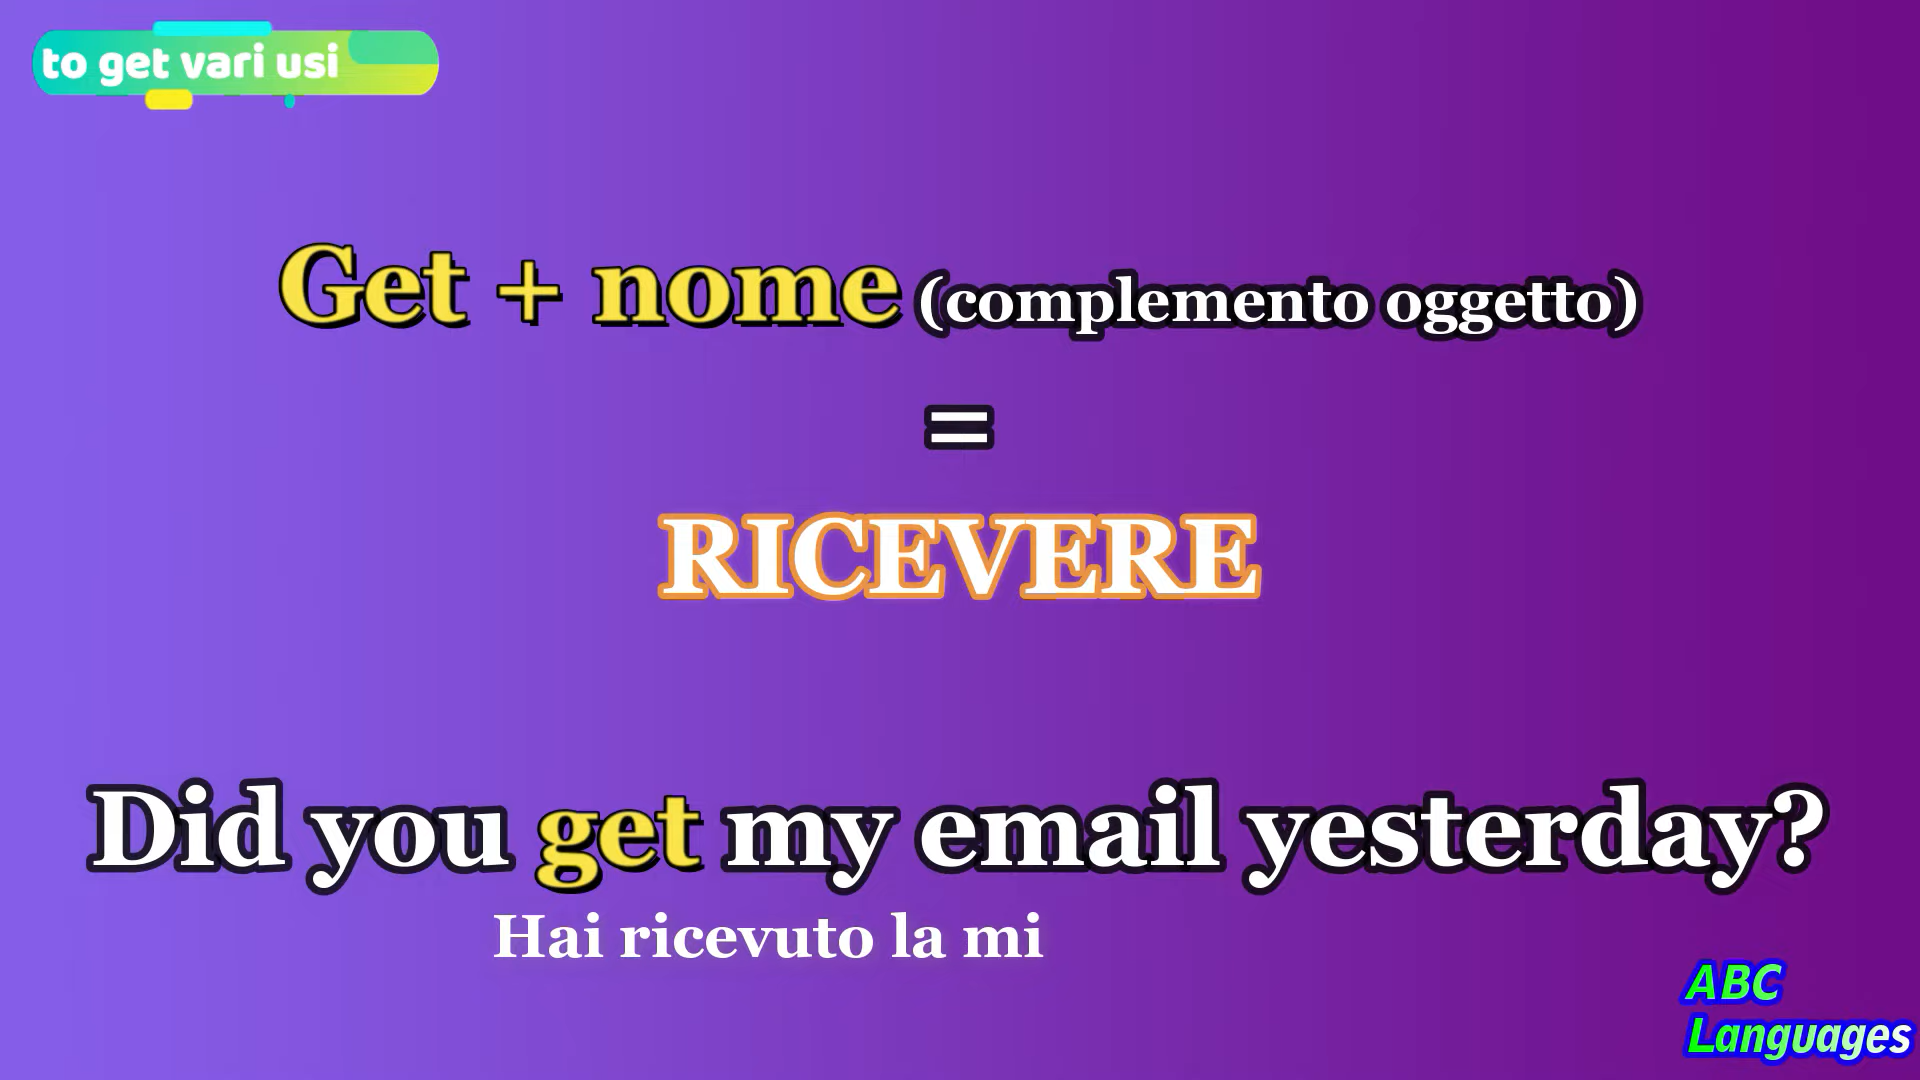 to get vari usi
Get + nome (complemento oggetto)
=
RICEVERE
Did you get my email yesterday?
Hai ricevuto la mi
ABC
Languages